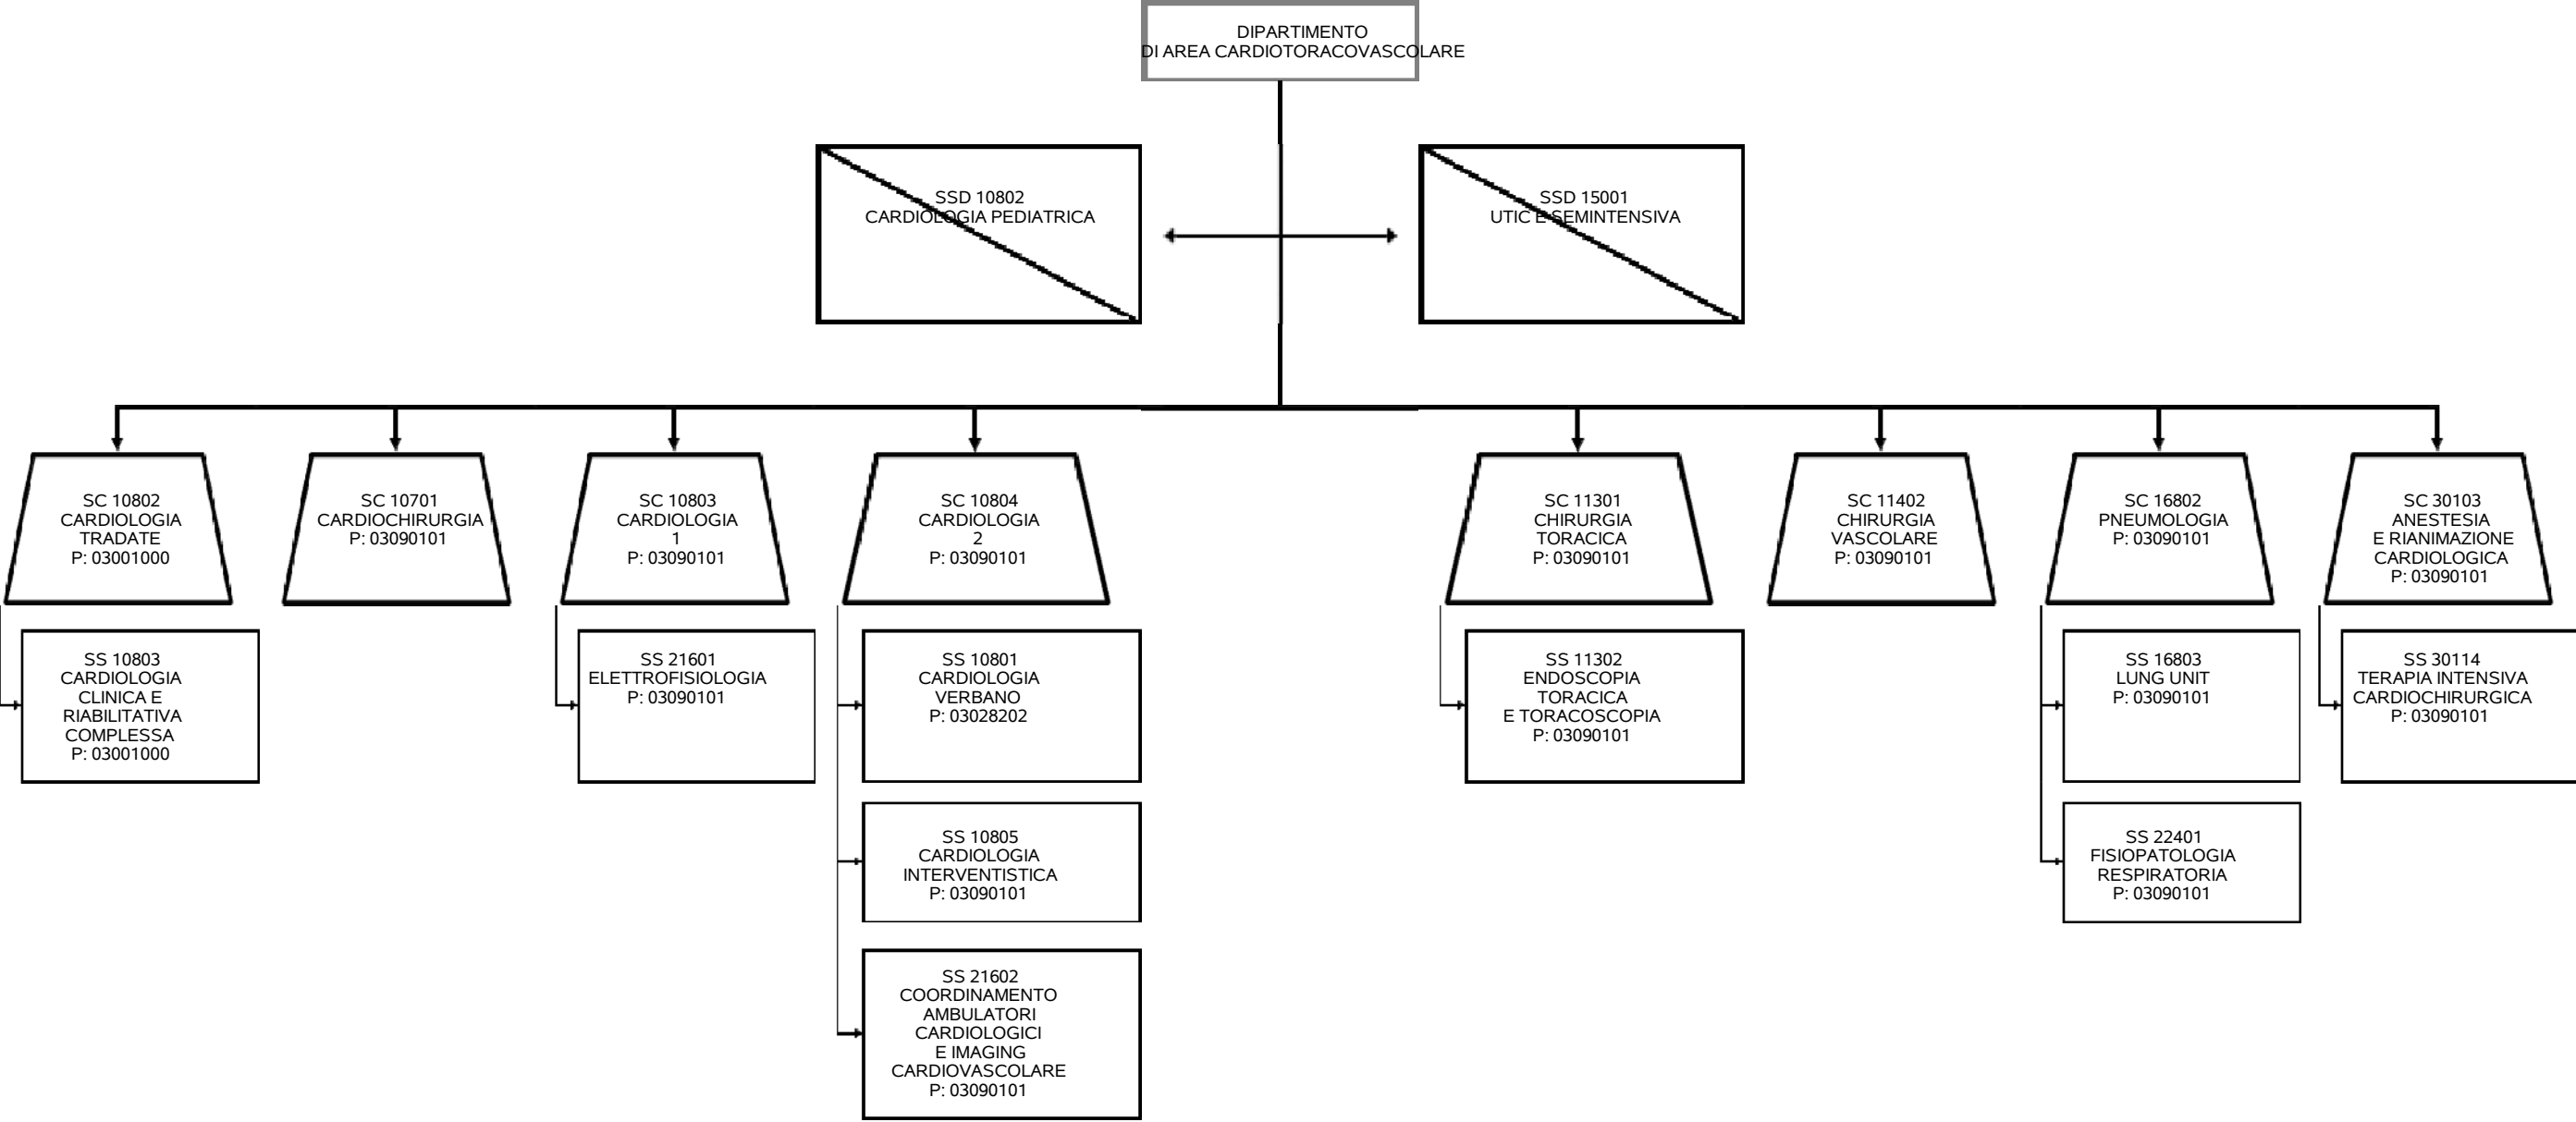 DIPARTIMENTO
DI AREA CARDIOTORACOVASCOLARE
SSD 10802
CARDIOLOGIA PEDIATRICA
SSD 15001
UTIC E SEMINTENSIVA
SC 10802
CARDIOLOGIA
TRADATE
P: 03001000
SC 10701
CARDIOCHIRURGIA
P: 03090101
SC 10803
CARDIOLOGIA
1
P: 03090101
SC 10804
CARDIOLOGIA
2
P: 03090101
SC 11301
CHIRURGIA
TORACICA
P: 03090101
SC 11402
CHIRURGIA
VASCOLARE
P: 03090101
SC 16802
PNEUMOLOGIA
P: 03090101
SC 30103
ANESTESIA
E RIANIMAZIONE
CARDIOLOGICA
P: 03090101
SS 10803
CARDIOLOGIA
CLINICA E
RIABILITATIVA
COMPLESSA
P: 03001000
SS 21601
ELETTROFISIOLOGIA
P: 03090101
SS 10801
CARDIOLOGIA
VERBANO
P: 03028202
SS 11302
ENDOSCOPIA
TORACICA
E TORACOSCOPIA
P: 03090101
SS 16803
LUNG UNIT
P: 03090101
SS 30114
TERAPIA INTENSIVA
CARDIOCHIRURGICA
P: 03090101
SS 10805
CARDIOLOGIA
INTERVENTISTICA
P: 03090101
SS 22401
FISIOPATOLOGIA
RESPIRATORIA
P: 03090101
SS 21602
COORDINAMENTO
AMBULATORI
CARDIOLOGICI
E IMAGING
CARDIOVASCOLARE
P: 03090101